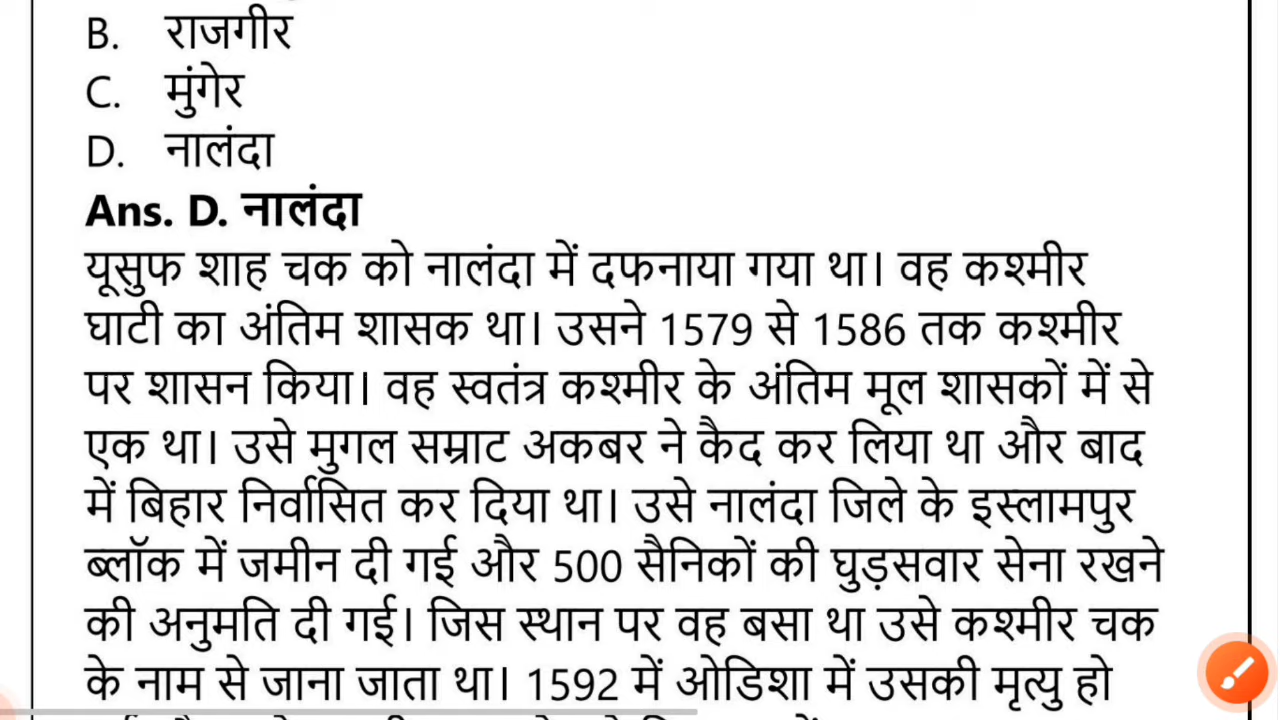 B. राजगीर
C. मुंगेर
D. नालंदा
Ans. D. नालंदा
यूसुफ शाह चक को नालंदा में दफनाया गया था। वह कश्मीर
घाटी का अंतिम शासक था। उसने 1579 से 1586 तक कश्मीर
पर शासन किया। वह स्वतंत्र कश्मीर के अंतिम मूल शासकों में से
एक था। उसे मुगल सम्राट अकबर ने कैद कर लिया था और बाद
में बिहार निर्वासित कर दिया था। उसे नालंदा जिले के इस्लामपुर
ब्लॉक में जमीन दी गई और 500 सैनिकों की घुड़सवार सेना रखने
की अनुमति दी गई। जिस स्थान पर वह बसा था उसे कश्मीर चक
के नाम से जाना जाता था। 1592 में ओडिशा में उसकी मृत्यु हो